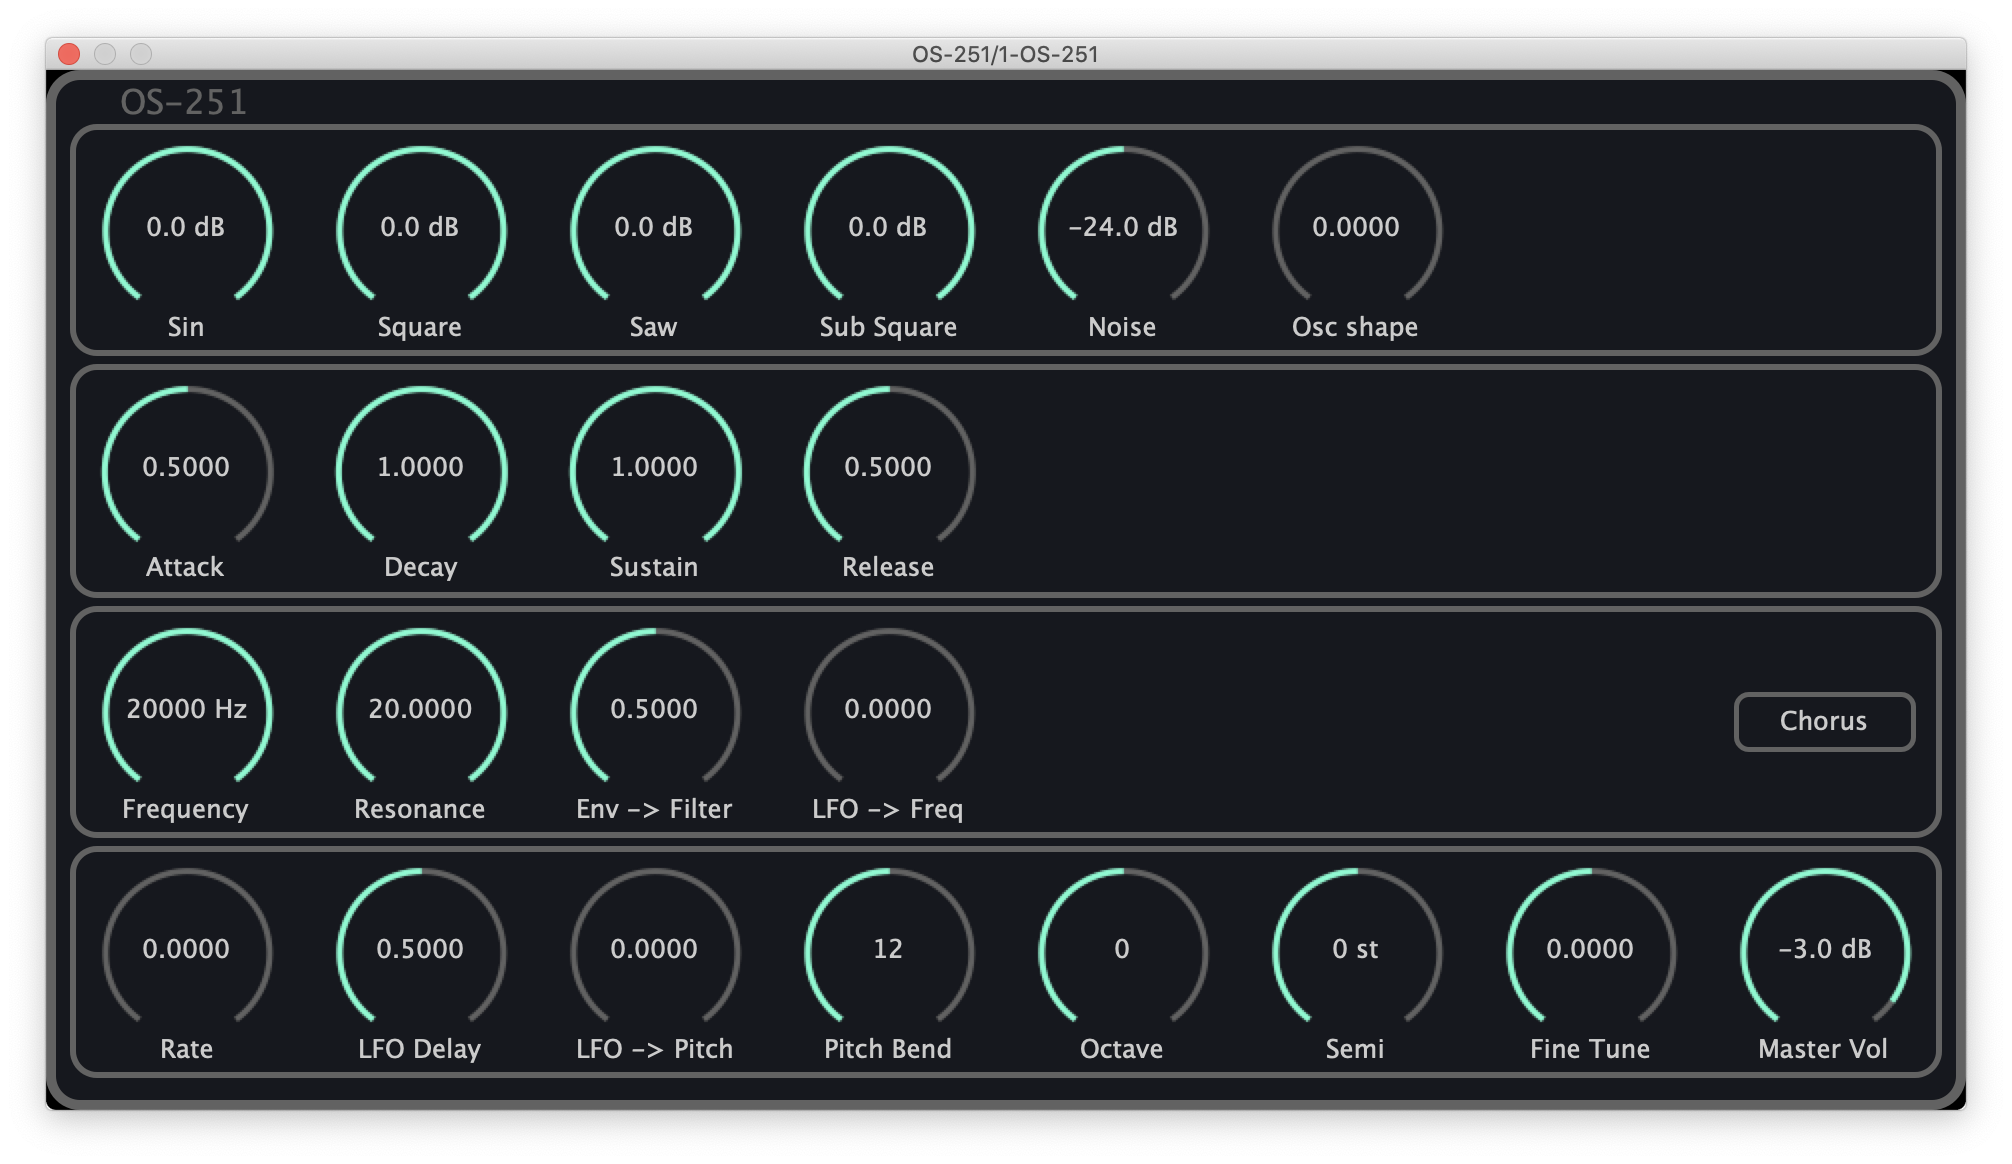 OS-251/1-OS-251
OS-251
0.0 dB 0.0 dB 0.0 dB 0.0 dB -24.0 dB 0.0000
Sin Square Saw Sub Square Noise Osc shape
0.5000 1.0000 1.0000 0.5000
Attack Decay Sustain Release
20000 Hz 20.0000 0.5000 0.0000 Chorus
Frequency Resonance Env -> Filter LFO -> Freq
0.0000 0.5000 0.0000 12 0 0 st 0.0000 -3.0 dB
Rate LFO Delay LFO -> Pitch Pitch Bend Octave Semi Fine Tune Master Vol